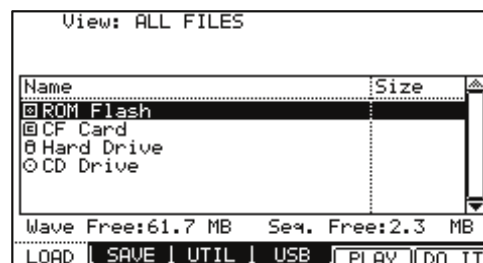 View: ALL FILES
Name Size
ROM Flash
CF Card
Hard Drive
CD Drive
Wave Free:61.7 MB Seq. Free:2.3 MB
LOAD SAVE UTIL USB PLAY DO IT